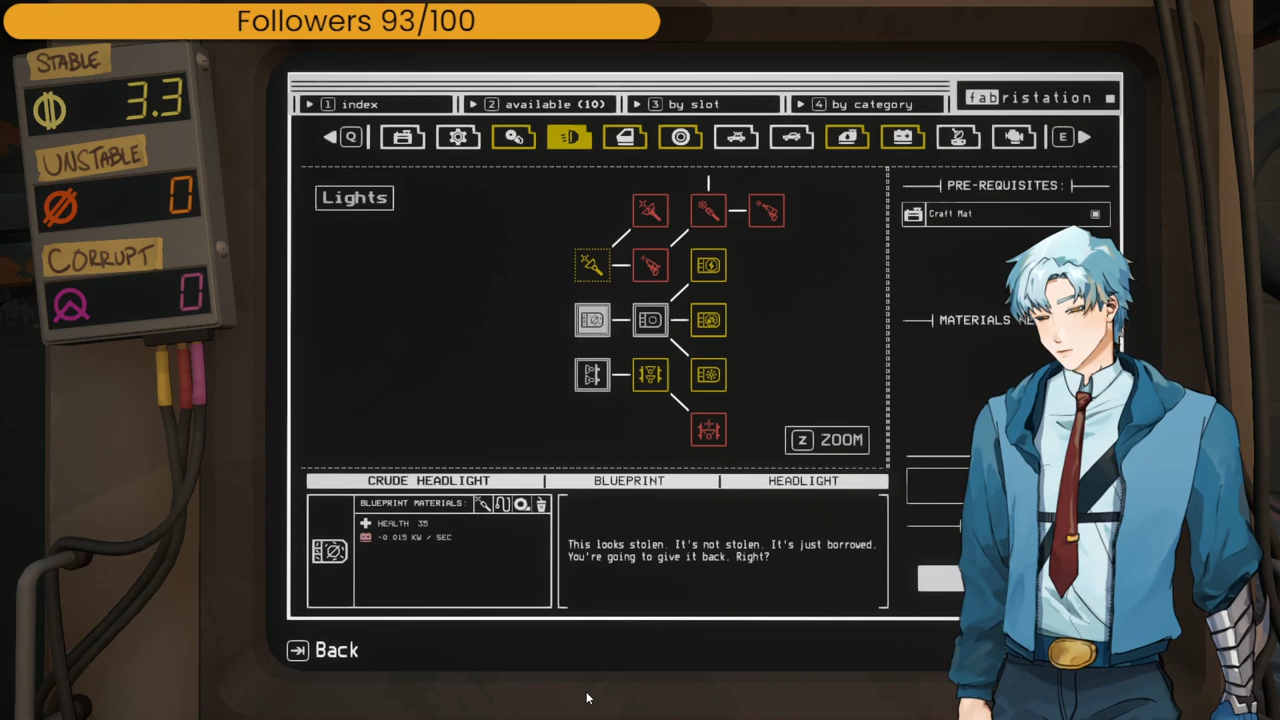 Followers 93/100
STABLE
3.3
UNSTABLE
0
CORRUPT
0
1 index
2 available (10)
3 by slot
4 by category
fabristation
Q
E
Lights
Z ZOOM
PRE-REQUISITES:
Craft Mat
MATERIALS
CRUDE HEADLIGHT
BLUEPRINT
HEADLIGHT
BLUEPRINT MATERIALS:
HEALTH 35
-0.015 KW / SEC
This looks stolen. It's not stolen. It's just borrowed.
You're going to give it back. Right?
Back